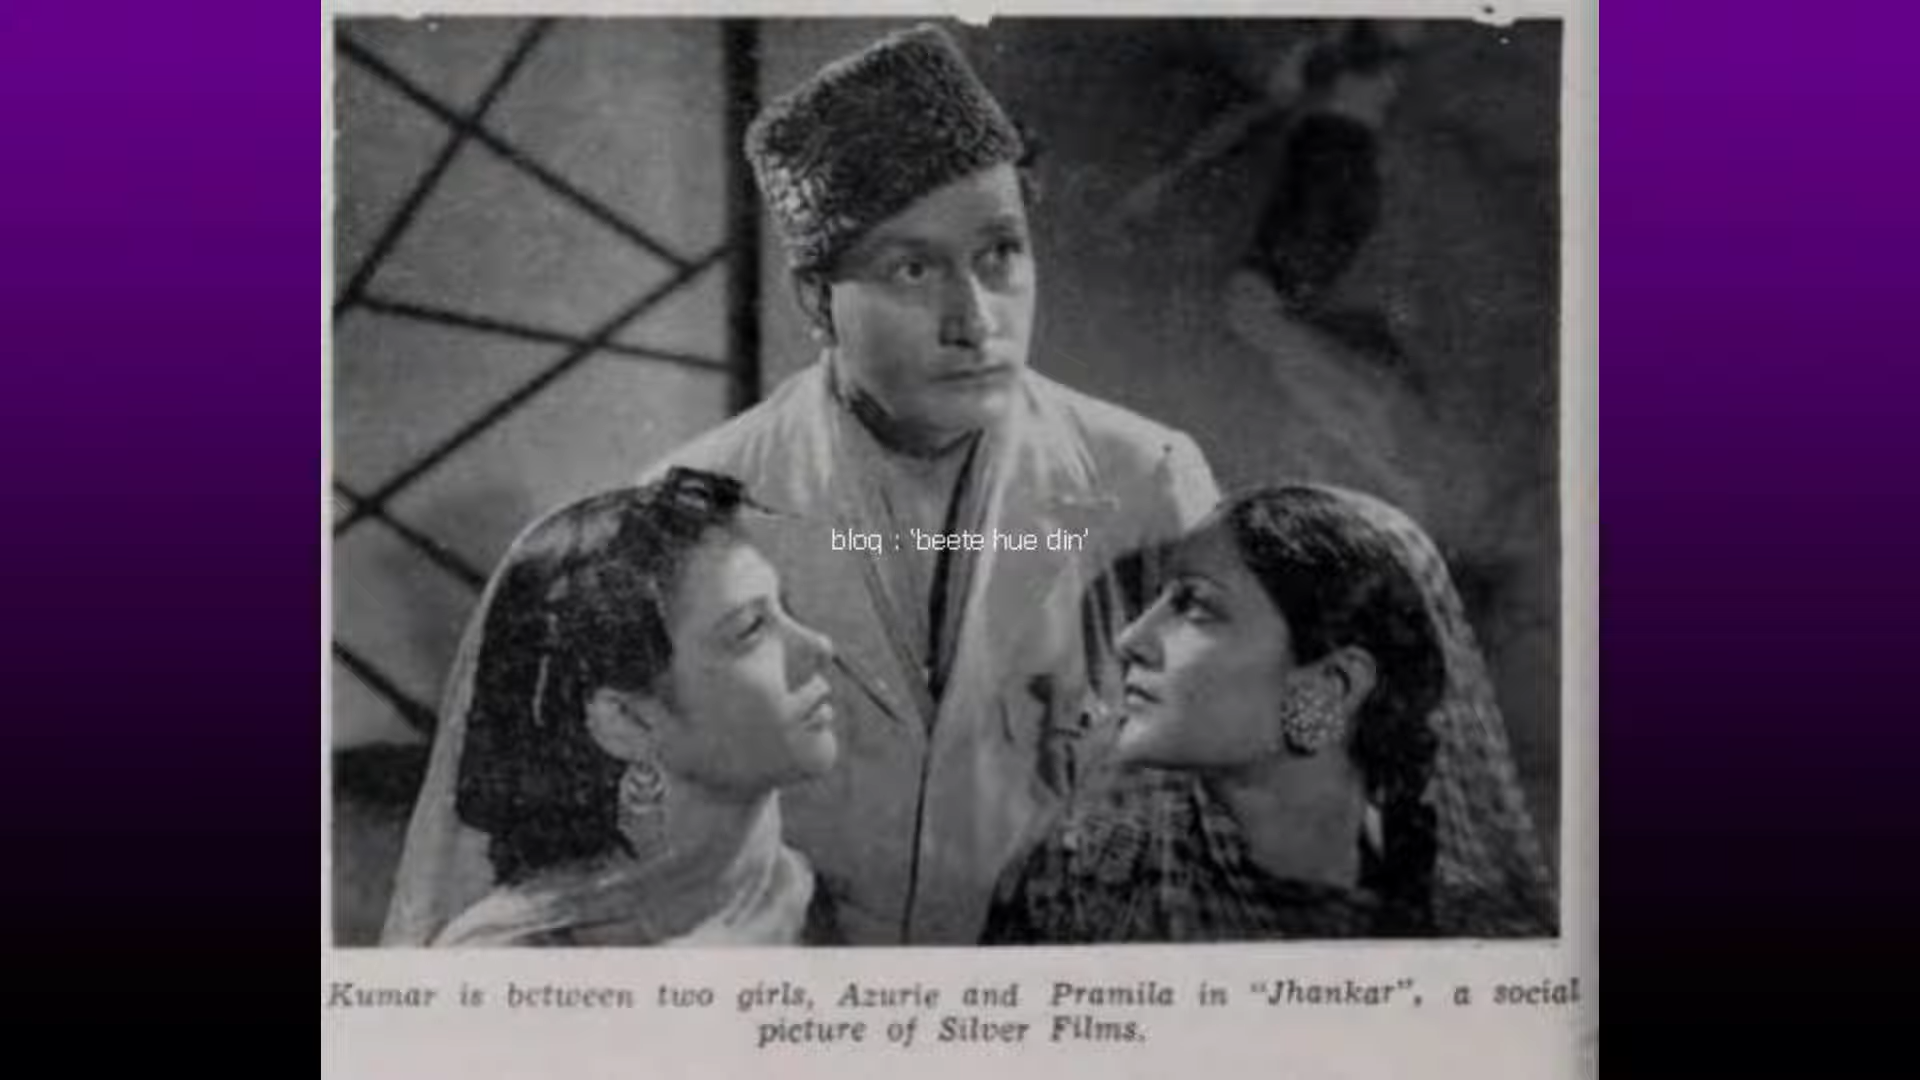 blog : 'beete hue din'
Kumar is between two girls, Azurie and Pramila in "Jhankar", a social
picture of Silver Films.